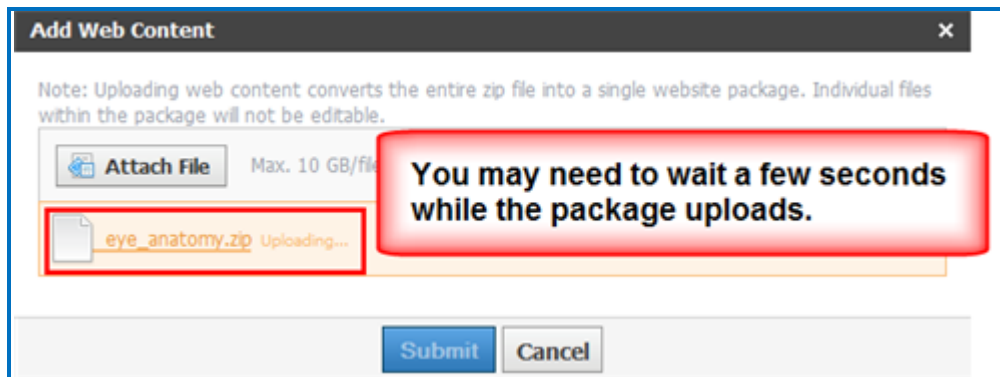 Add Web Content ×
Note: Uploading web content converts the entire zip file into a single website package. Individual files
within the package will not be editable.
Attach File Max. 10 GB/file
You may need to wait a few seconds
while the package uploads.
eye_anatomy.zip Uploading...
Submit Cancel